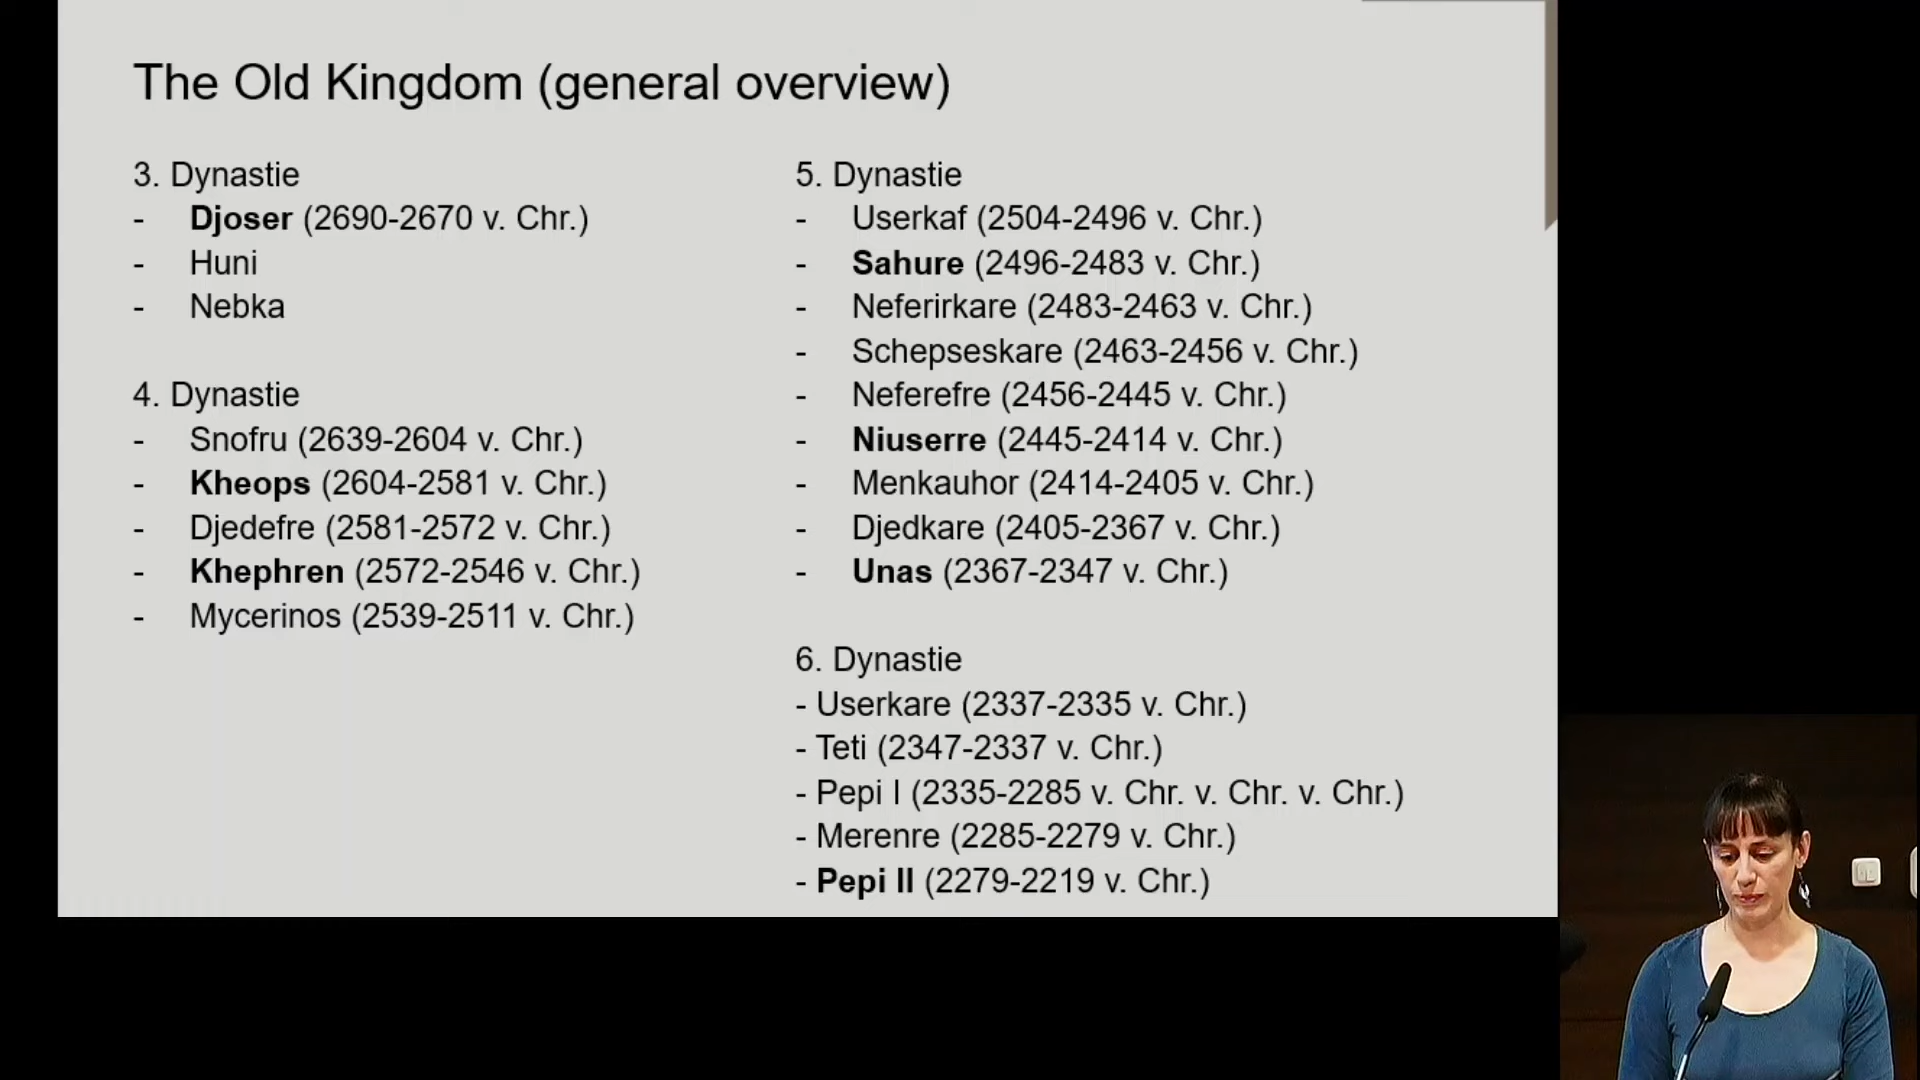 The Old Kingdom (general overview)
3. Dynastie
- Djoser (2690-2670 v. Chr.)
- Huni
- Nebka
4. Dynastie
- Snofru (2639-2604 v. Chr.)
- Kheops (2604-2581 v. Chr.)
- Djedefre (2581-2572 v. Chr.)
- Khephren (2572-2546 v. Chr.)
- Mycerinos (2539-2511 v. Chr.)
5. Dynastie
- Userkaf (2504-2496 v. Chr.)
- Sahure (2496-2483 v. Chr.)
- Neferirkare (2483-2463 v. Chr.)
- Schepseskare (2463-2456 v. Chr.)
- Neferefre (2456-2445 v. Chr.)
- Niuserre (2445-2414 v. Chr.)
- Menkauhor (2414-2405 v. Chr.)
- Djedkare (2405-2367 v. Chr.)
- Unas (2367-2347 v. Chr.)
6. Dynastie
- Userkare (2337-2335 v. Chr.)
- Teti (2347-2337 v. Chr.)
- Pepi I (2335-2285 v. Chr. v. Chr. v. Chr.)
- Merenre (2285-2279 v. Chr.)
- Pepi II (2279-2219 v. Chr.)